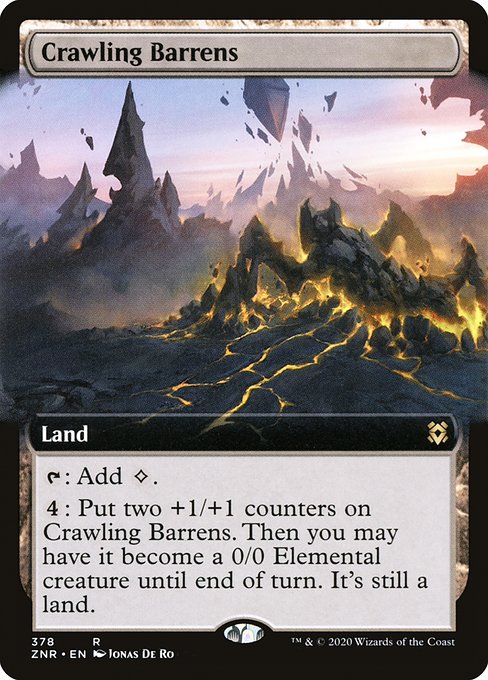 Crawling Barrens
Land
: Add .
4 : Put two +1/+1 counters on
Crawling Barrens. Then you may
have it become a 0/0 Elemental
creature until end of turn. It's still a
land.
378 R
ZNR • EN Jonas De Ro
™ & © 2020 Wizards of the Coast